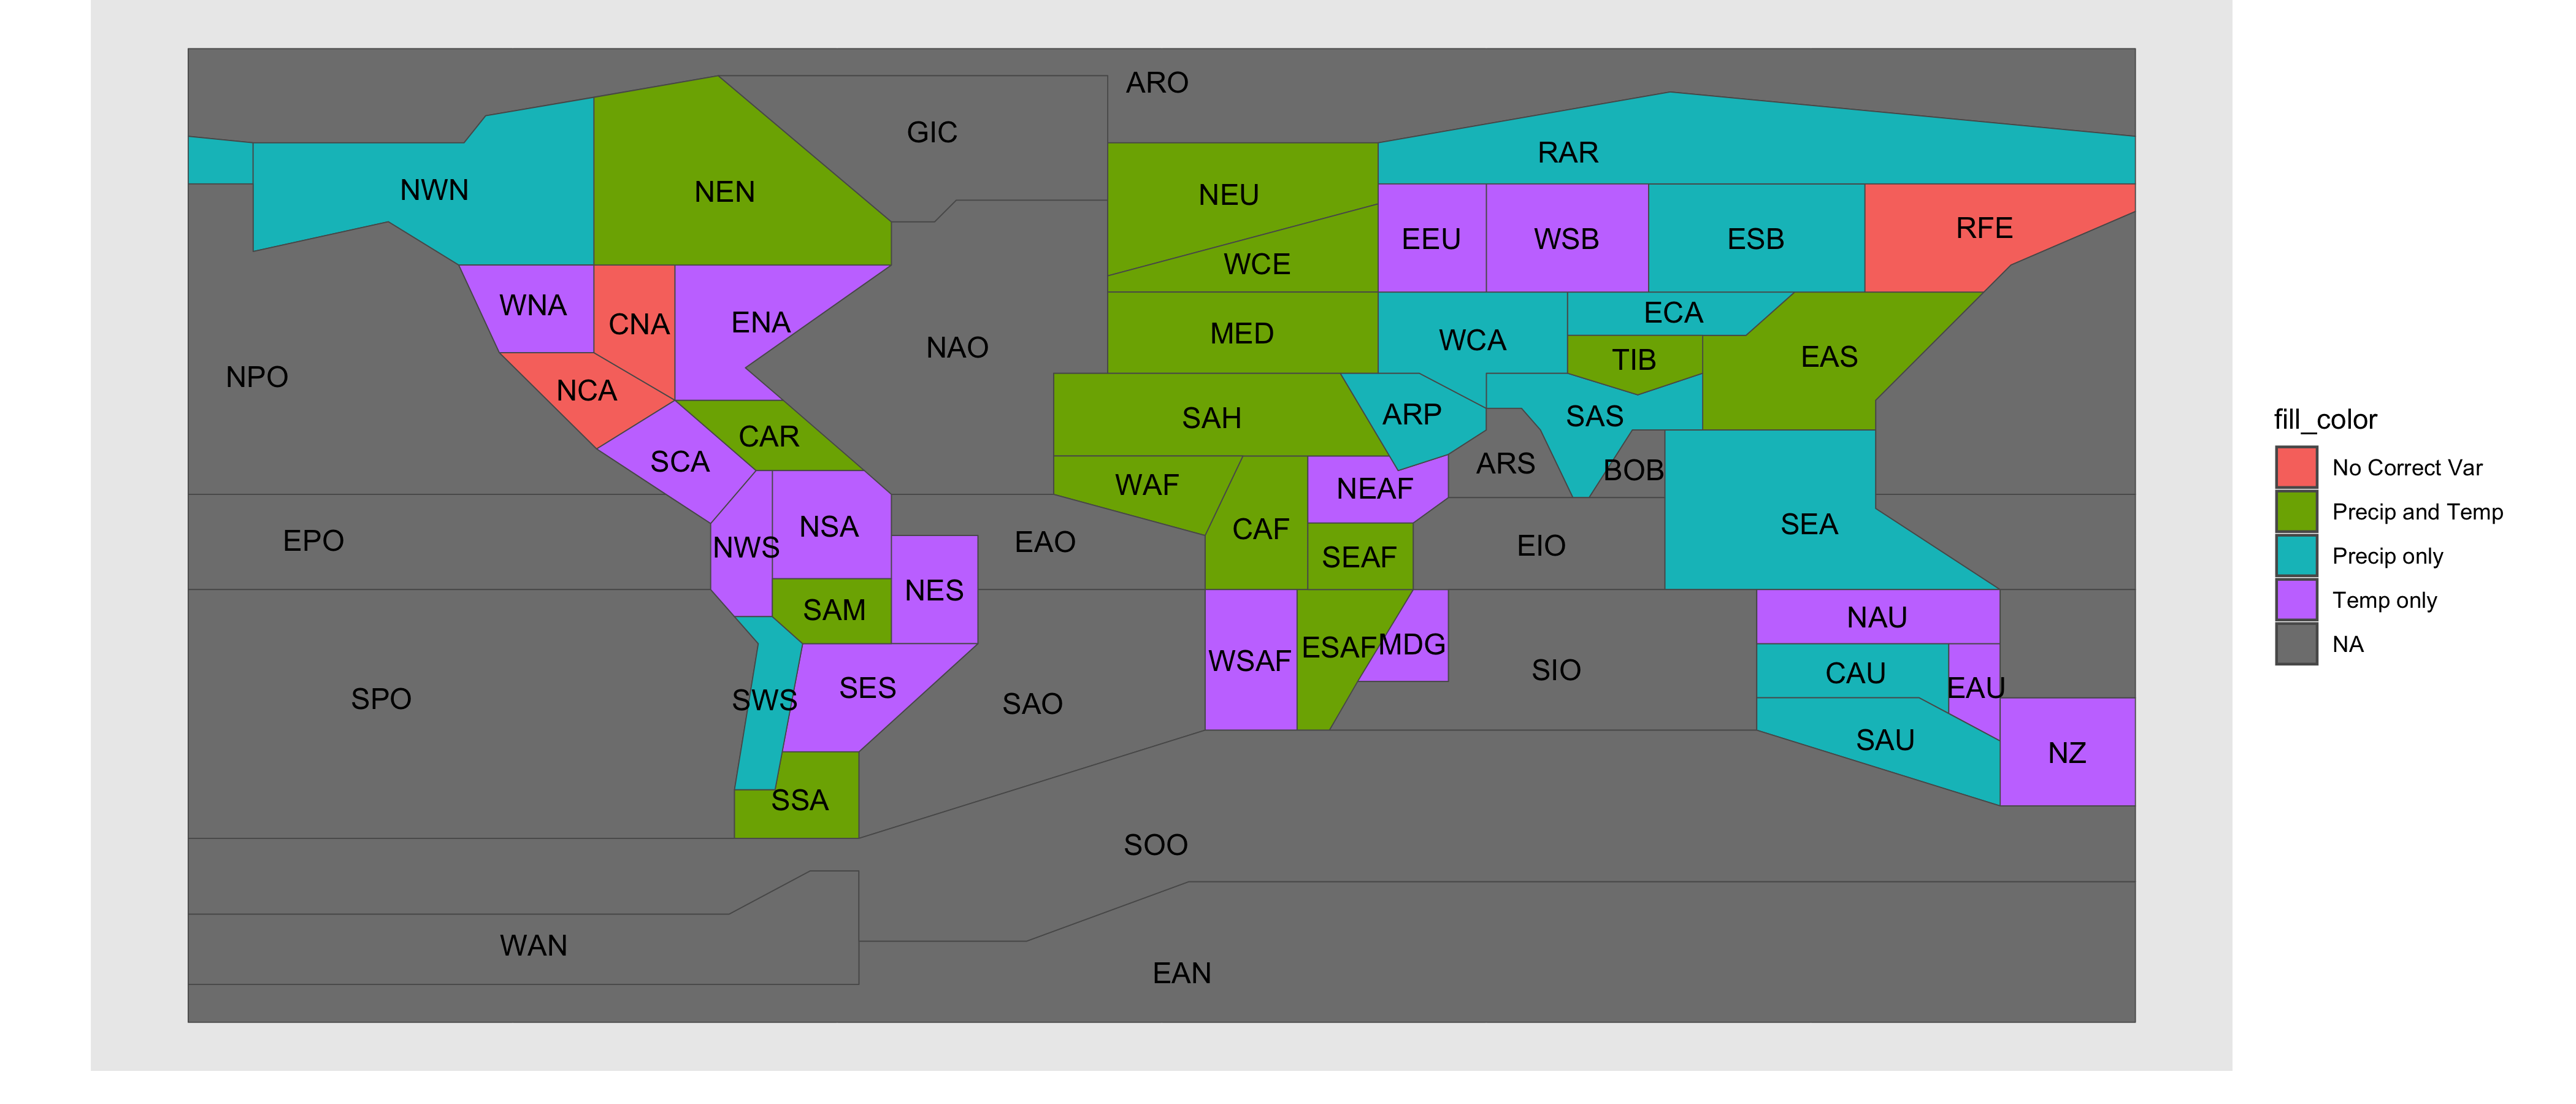 ARO
GIC
RAR
NWN
NEN
NEU
RFE
EEU
WSB
ESB
WCE
WNA
CNA
ENA
ECA
MED
WCA
NAO
TIB
EAS
NPO
NCA
SAH
ARP
SAS
CAR
SCA
ARS
BOB
WAF
NEAF
NSA
CAF
SEA
EPO
NWS
EAO
SEAF
EIO
NES
SAM
NAU
WSAF
ESAF
MDG
SIO
CAU
SES
EAU
SPO
SWS
SAO
SAU
NZ
SSA
SOO
WAN
EAN
fill_color
No Correct Var
Precip and Temp
Precip only
Temp only
NA